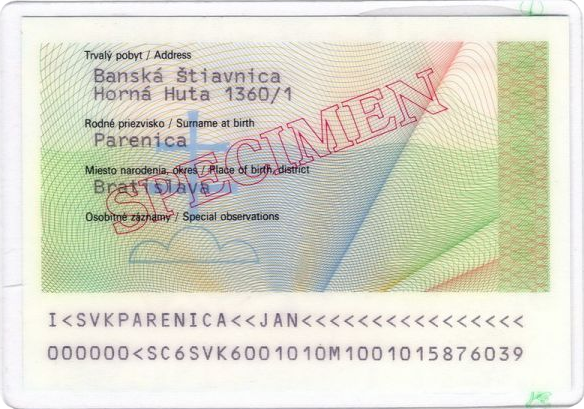 Trvalý pobyt / Address
Banská Štiavnica
Horná Huta 1360/1
Rodné priezvisko / Surname at birth
Parenica
Miesto narodenia, okres / Place of birth, district
Bratislava
Osobitné záznamy / Special observations
SPECIMEN
I<SVKPARENICA<<JAN<<<<<<<<<<<<<<<<<
000000<SC6SVK6001010M1001015876039